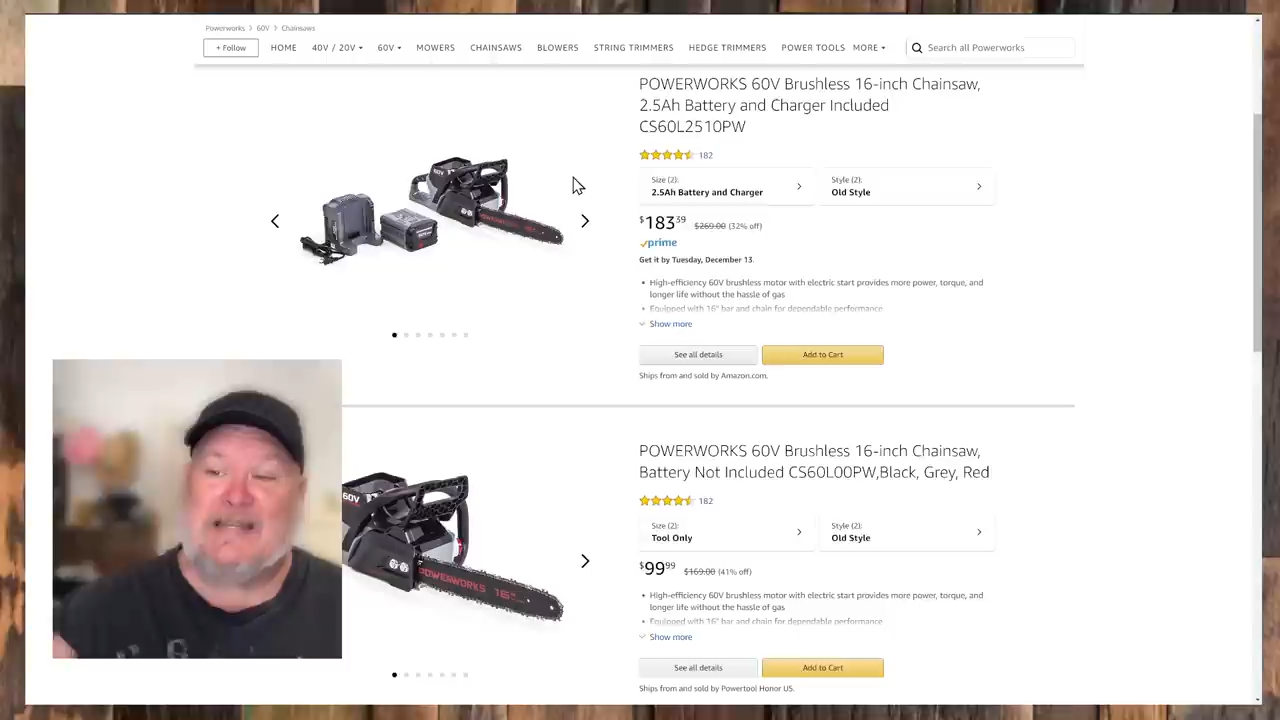 Powerworks > 60V > Chainsaws
+ Follow
HOME
40V / 20V
60V
MOWERS
CHAINSAWS
BLOWERS
STRING TRIMMERS
HEDGE TRIMMERS
POWER TOOLS
MORE
Search all Powerworks
POWERWORKS 60V Brushless 16-inch Chainsaw,
2.5Ah Battery and Charger Included
CS60L2510PW
182
Size (2):
2.5Ah Battery and Charger
Style (2):
Old Style
$183.39 $269.00 (32% off)
prime
Get it by Tuesday, December 13.
• High-efficiency 60V brushless motor with electric start provides more power, torque, and
longer life without the hassle of gas
• Equipped with 16" bar and chain for dependable performance
Show more
See all details
Add to Cart
Ships from and sold by Amazon.com.
POWERWORKS 60V Brushless 16-inch Chainsaw,
Battery Not Included CS60L00PW,Black, Grey, Red
182
Size (2):
Tool Only
Style (2):
Old Style
$99.99 $169.00 (41% off)
• High-efficiency 60V brushless motor with electric start provides more power, torque, and
longer life without the hassle of gas
• Equipped with 16" bar and chain for dependable performance
Show more
See all details
Add to Cart
Ships from and sold by Powertool Honor US.
60V
POWERWORKS 16"